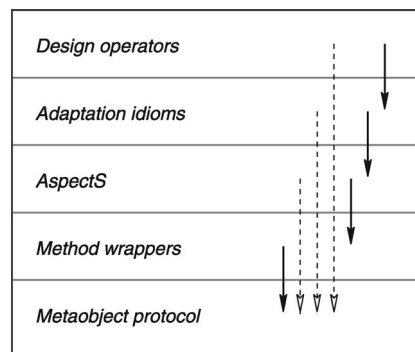 Design operators
Adaptation idioms
AspectS
Method wrappers
Metaobject protocol